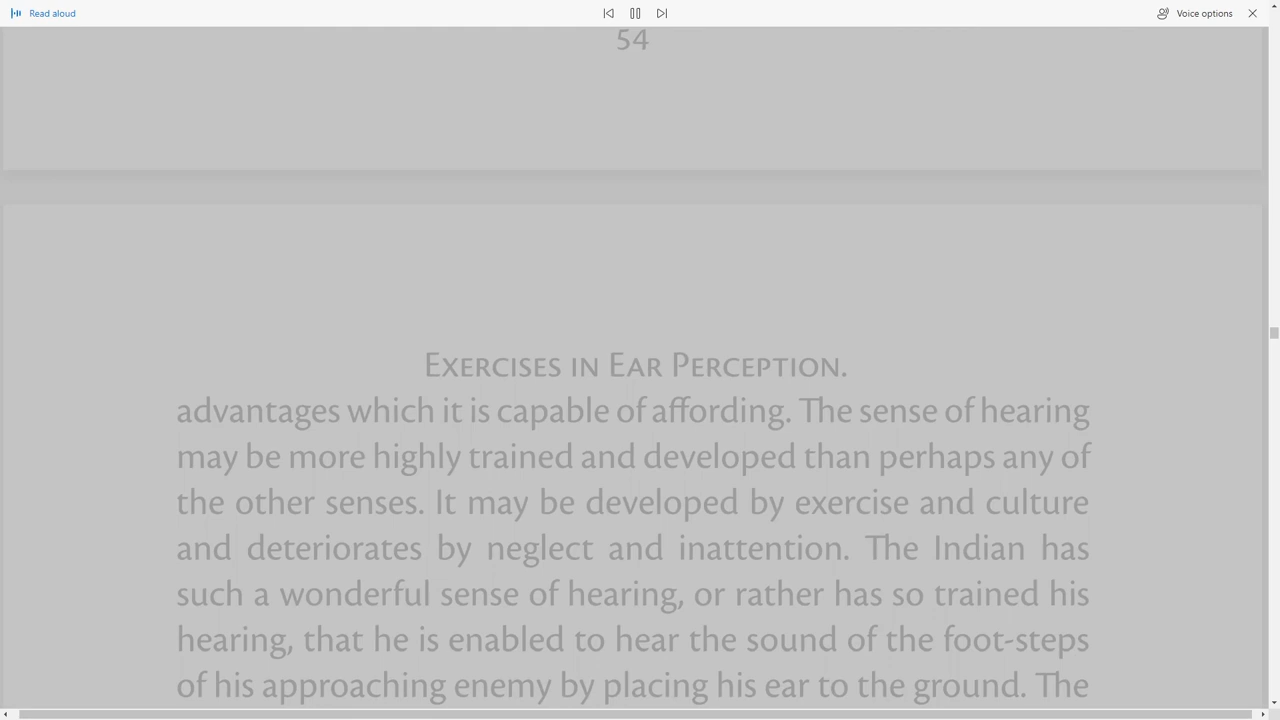 Read aloud
Voice options
54
Exercises in Ear Perception.
advantages which it is capable of affording. The sense of hearing
may be more highly trained and developed than perhaps any of
the other senses. It may be developed by exercise and culture
and deteriorates by neglect and inattention. The Indian has
such a wonderful sense of hearing, or rather has so trained his
hearing, that he is enabled to hear the sound of the foot-steps
of his approaching enemy by placing his ear to the ground. The